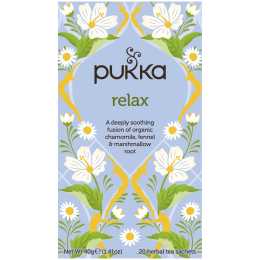 pukka
relax
A deeply soothing
fusion of organic
chamomile, fennel
& marshmallow
root
Net Wt 40g (1.41oz)
20 herbal tea sachets